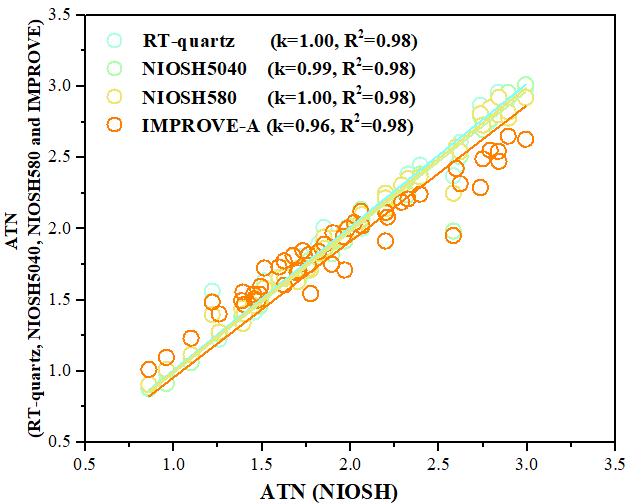 3.5
3.0
2.5
2.0
1.5
1.0
0.5
ATN
(RT-quartz, NIOSH5040, NIOSH580 and IMPROVE)
RT-quartz (k=1.00, R²=0.98)
NIOSH5040 (k=0.99, R²=0.98)
NIOSH580 (k=1.00, R²=0.98)
IMPROVE-A (k=0.96, R²=0.98)
0.5 1.0 1.5 2.0 2.5 3.0 3.5
ATN (NIOSH)